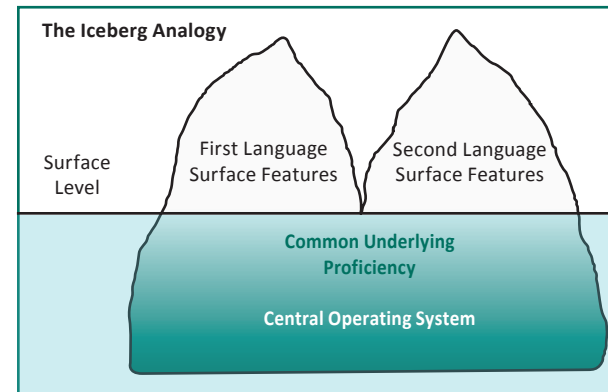 The Iceberg Analogy
First Language
Surface Features
Second Language
Surface Features
Surface
Level
Common Underlying
Proficiency
Central Operating System